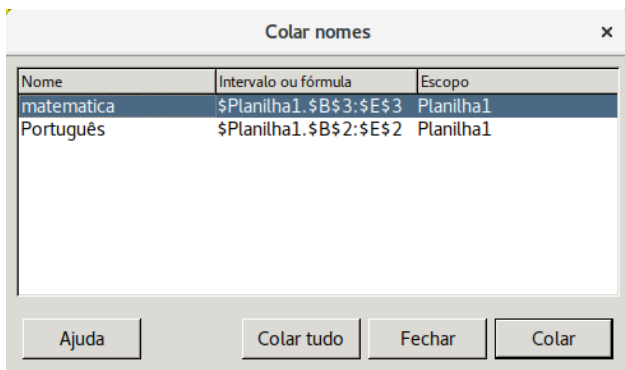 Colar nomes
Nome Intervalo ou fórmula Escopo
matematica $Planilha1.$B$3:$E$3 Planilha1
Português $Planilha1.$B$2:$E$2 Planilha1
Ajuda Colar tudo Fechar Colar